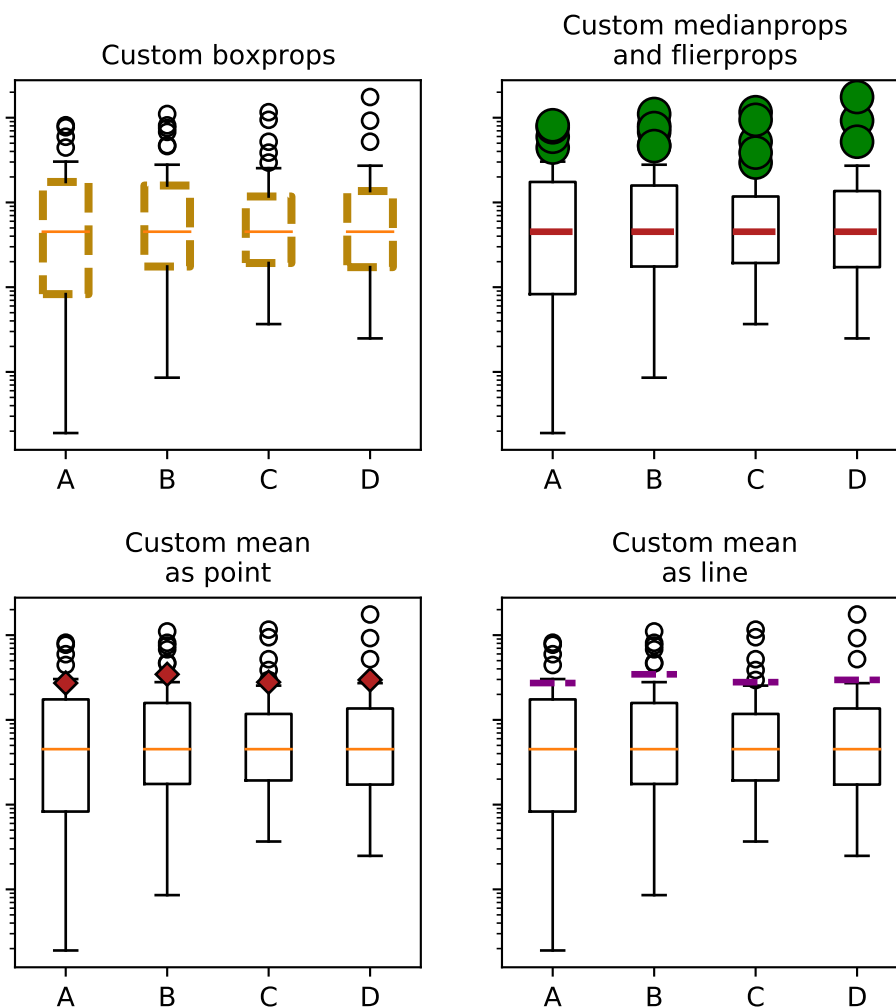 Custom boxprops
Custom medianprops
and flierprops
A B C D
A B C D
Custom mean
as point
Custom mean
as line
A B C D
A B C D